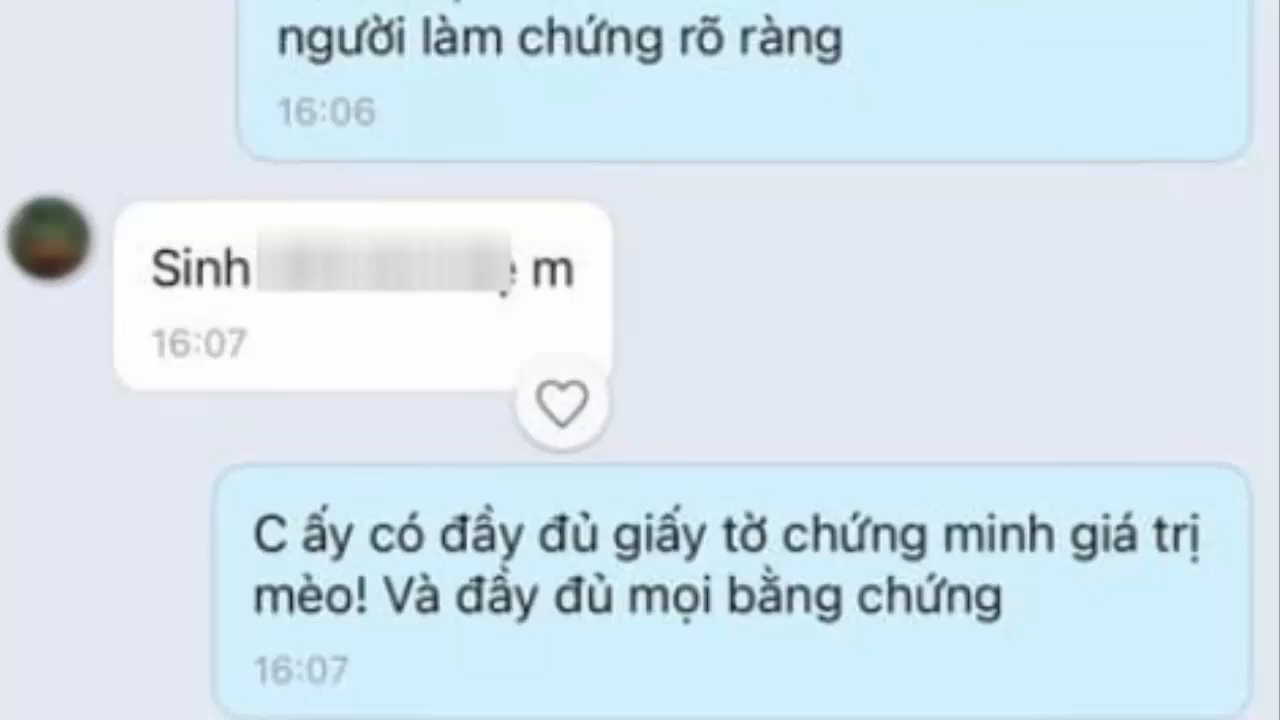 người làm chứng rõ ràng
16:06
Sinh m
16:07
C ấy có đầy đủ giấy tờ chứng minh giá trị
mèo! Và đầy đủ mọi bằng chứng
16:07